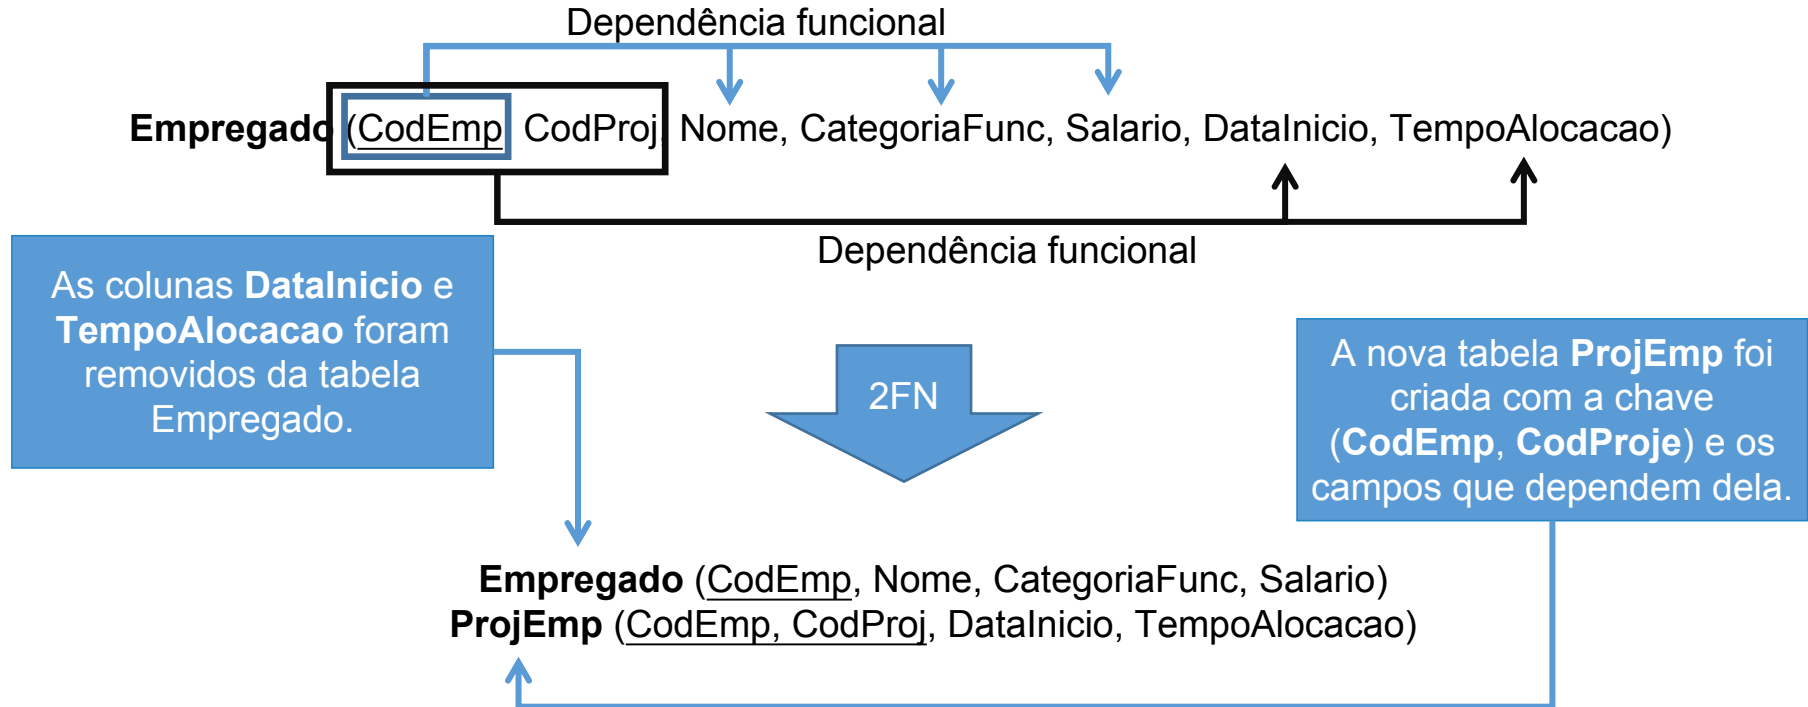 Dependência funcional
Empregado (CodEmp CodProj, Nome, CategoriaFunc, Salario, DataInicio, TempoAlocacao)
Dependência funcional
As colunas DataInicio e
TempoAlocacao foram
removidos da tabela
Empregado.
2FN
A nova tabela ProjEmp foi
criada com a chave
(CodEmp, CodProje) e os
campos que dependem dela.
Empregado (CodEmp, Nome, CategoriaFunc, Salario)
ProjEmp (CodEmp, CodProj, DataInicio, TempoAlocacao)